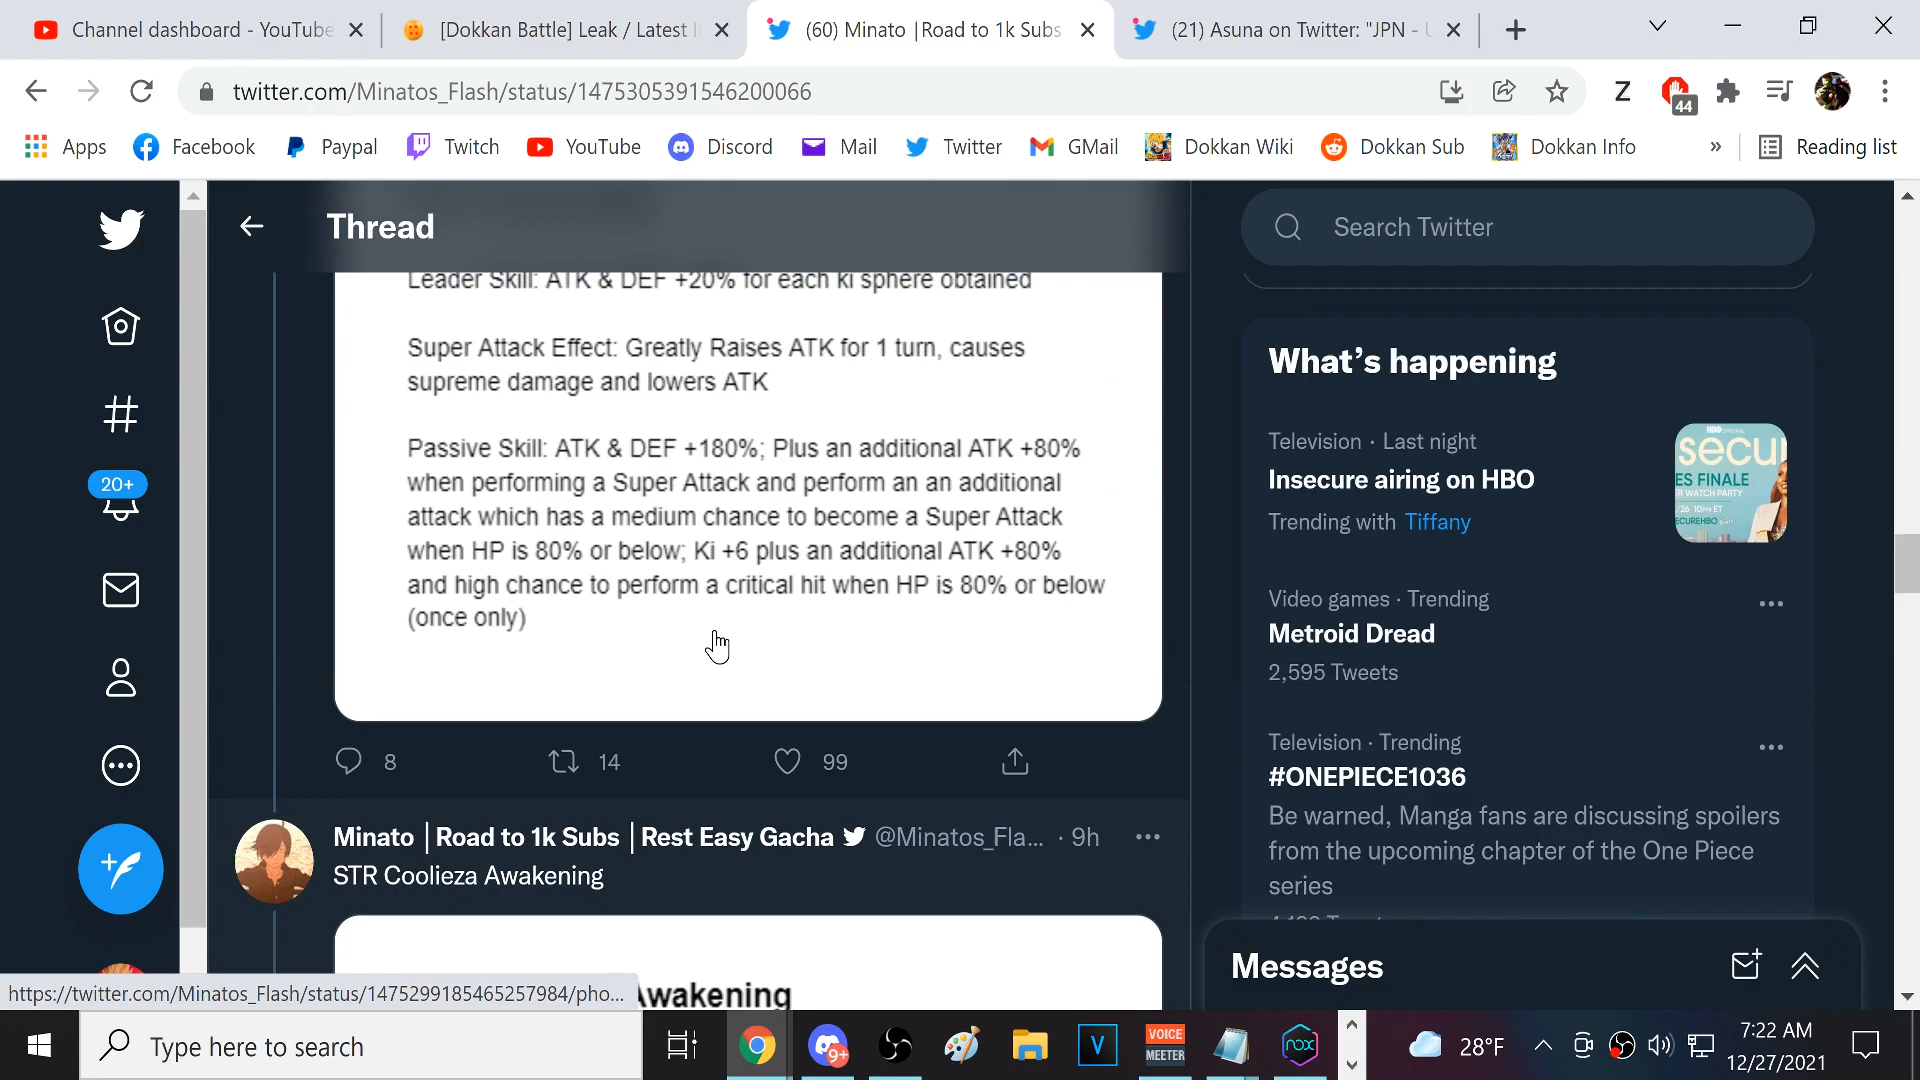 Channel dashboard - YouTube
[Dokkan Battle] Leak / Latest I
(60) Minato |Road to 1k Subs
(21) Asuna on Twitter: "JPN -
twitter.com/Minatos_Flash/status/1475305391546200066
Z
44
Apps
Facebook
Paypal
Twitch
YouTube
Discord
Mail
Twitter
GMail
Dokkan Wiki
Dokkan Sub
Dokkan Info
»
Reading list
Thread
Search Twitter
Leader Skill: ATK & DEF +20% for each ki sphere obtained
Super Attack Effect: Greatly Raises ATK for 1 turn, causes
supreme damage and lowers ATK
Passive Skill: ATK & DEF +180%; Plus an additional ATK +80%
when performing a Super Attack and perform an an additional
attack which has a medium chance to become a Super Attack
when HP is 80% or below; Ki +6 plus an additional ATK +80%
and high chance to perform a critical hit when HP is 80% or below
(once only)
8
14
99
Minato |Road to 1k Subs |Rest Easy Gacha @Minatos_Fla... · 9h
STR Coolieza Awakening
Awakening
20+
What's happening
Television · Last night
Insecure airing on HBO
Trending with Tiffany
HBO
secu
ES FINALE
R WATCH PARTY
Video games · Trending
Metroid Dread
2,595 Tweets
Television · Trending
#ONEPIECE1036
Be warned, Manga fans are discussing spoilers
from the upcoming chapter of the One Piece
series
Messages
https://twitter.com/Minatos_Flash/status/1475299185465257984/pho...
Type here to search
9+
V
VOICE
MEETER
nox
28°F
7:22 AM
12/27/2021